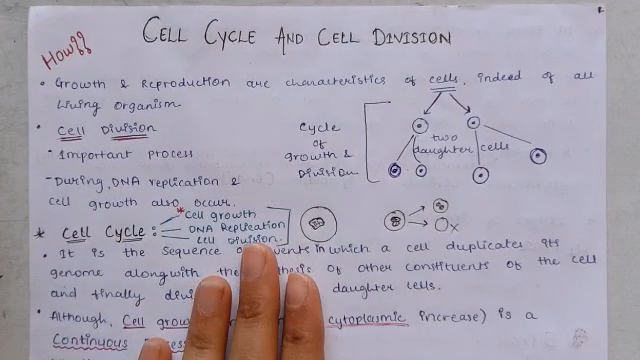 CELL CYCLE AND CELL DIVISION
How??
• Growth & Reproduction are characteristics of cells, indeed of all
living organism
• Cell Division
• Important process
- During, DNA replication &
cell growth also occur.
Cycle
of
growth &
Division
two
daughter cells
* Cell Cycle :
* Cell growth
DNA Replication
Cell Division.
• It is the sequence of events in which a cell duplicates its
genome along with the of other constituents of the cell
and finally daughter cells.
• Although, Cell cytoplasmic increase) is a
Continuous